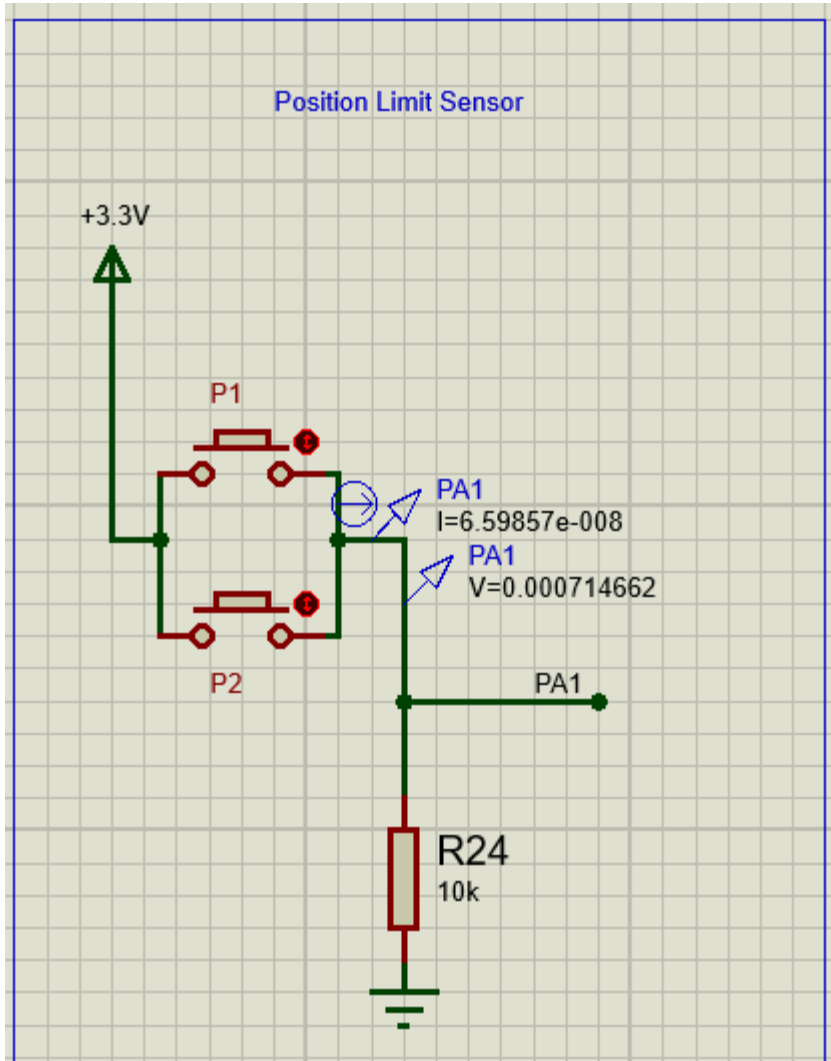 Position Limit Sensor
+3.3V
P1
PA1
I=6.59857e-008
PA1
V=0.000714662
P2
PA1
R24
10k